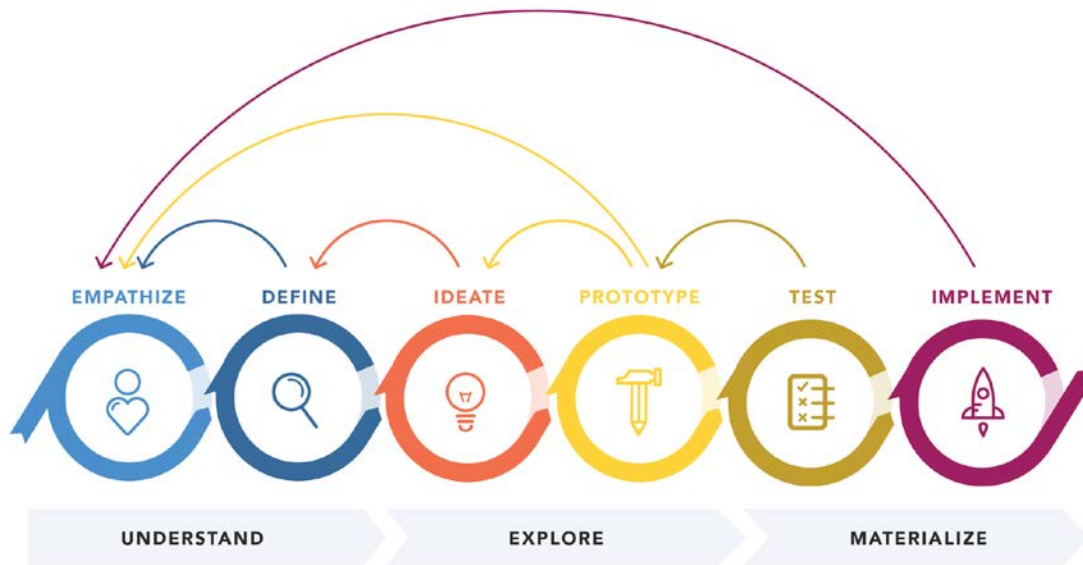 EMPATHIZE DEFINE IDEATE PROTOTYPE TEST IMPLEMENT
UNDERSTAND EXPLORE MATERIALIZE